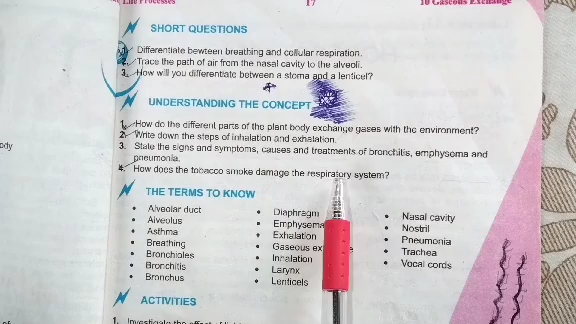 Life Processes
17
10 Gaseous Exchange
SHORT QUESTIONS
1. Differentiate bewteen breathing and cellular respiration.
2. Trace the path of air from the nasal cavity to the alveoli.
3. How will you differentiate between a stoma and a lenticel?
UNDERSTANDING THE CONCEPT
1. How do the different parts of the plant body exchange gases with the environment?
2. Write down the steps of inhalation and exhalation.
3. State the signs and symptoms, causes and treatments of bronchitis, emphysema and
pneumonia.
4. How does the tobacco smoke damage the respiratory system?
THE TERMS TO KNOW
• Alveolar duct
• Alveolus
• Asthma
• Breathing
• Bronchioles
• Bronchitis
• Bronchus
• Diaphragm
• Emphysema
• Exhalation
• Gaseous
• Inhalation
• Larynx
• Lenticels
• Nasal cavity
• Nostril
• Pneumonia
• Trachea
• Vocal cords
ACTIVITIES
1. Investigate the effect of